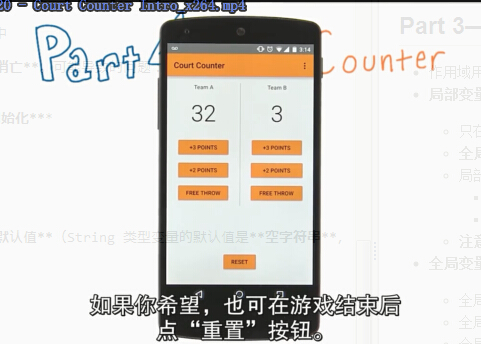 20 - Court Counter Intro_x264.mp4
Part 3—
Part 4
Counter
消亡**
作用域用
局部变量
始化***
只在
全局
局部
注意
默认值** (String 类型变量的默认值是**空字符串**,
全局变量
全局
全局
全局
3:14
Court Counter
Team A
Team B
32
3
+3 POINTS
+3 POINTS
+2 POINTS
+2 POINTS
FREE THROW
FREE THROW
RESET
如果你希望，也可在游戏结束后
点“重置”按钮。